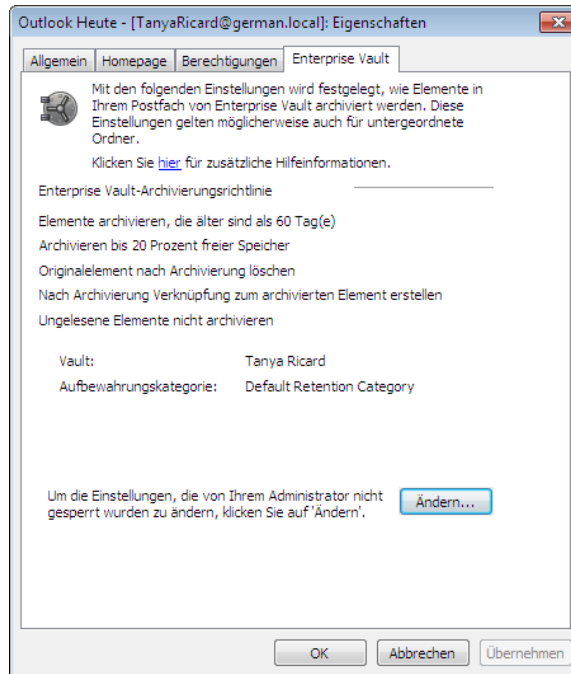 Outlook Heute - [TanyaRicard@german.local]: Eigenschaften
Allgemein Homepage Berechtigungen Enterprise Vault
Mit den folgenden Einstellungen wird festgelegt, wie Elemente in
Ihrem Postfach von Enterprise Vault archiviert werden. Diese
Einstellungen gelten möglicherweise auch für untergeordnete
Ordner.
Klicken Sie hier für zusätzliche Hilfeinformationen.
Enterprise Vault-Archivierungsrichtlinie
Elemente archivieren, die älter sind als 60 Tag(e)
Archivieren bis 20 Prozent freier Speicher
Originalelement nach Archivierung löschen
Nach Archivierung Verknüpfung zum archivierten Element erstellen
Ungelesene Elemente nicht archivieren
Vault: Tanya Ricard
Aufbewahrungskategorie: Default Retention Category
Um die Einstellungen, die von Ihrem Administrator nicht
gesperrt wurden zu ändern, klicken Sie auf 'Ändern'.
Ändern...
OK Abbrechen Übernehmen